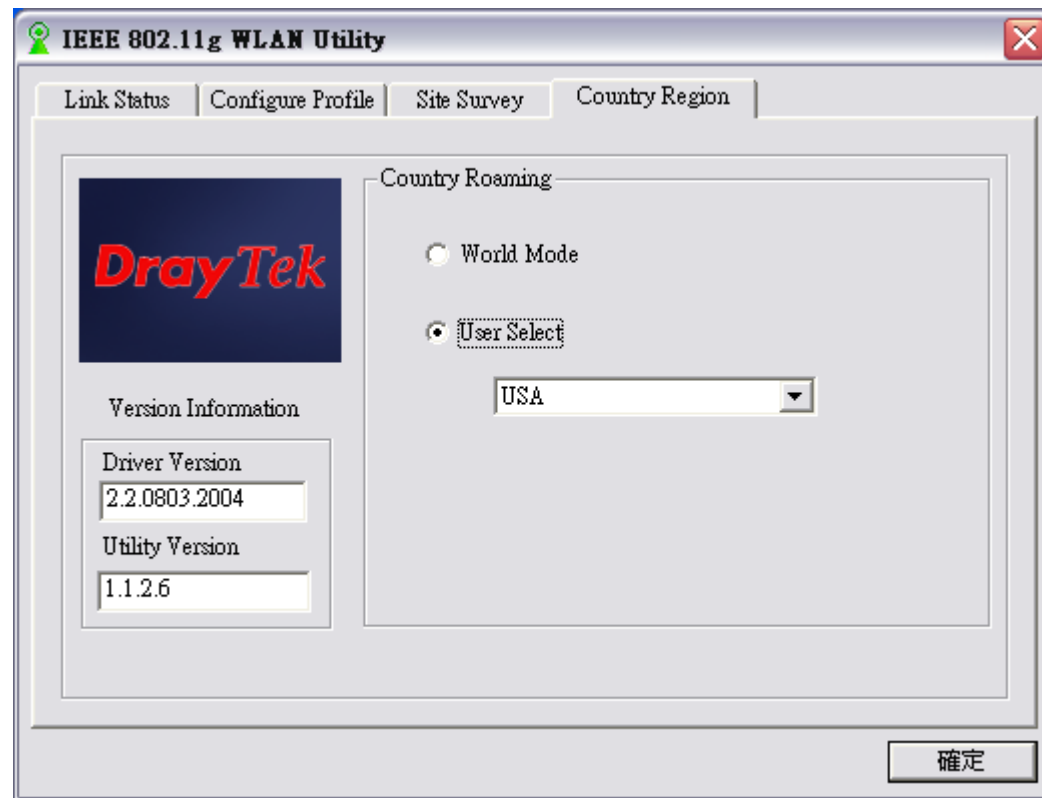 IEEE 802.11g WLAN Utility
Link Status
Configure Profile
Site Survey
Country Region
DrayTek
Version Information
Driver Version
2.2.0803.2004
Utility Version
1.1.2.6
Country Roaming
World Mode
User Select
USA
確定